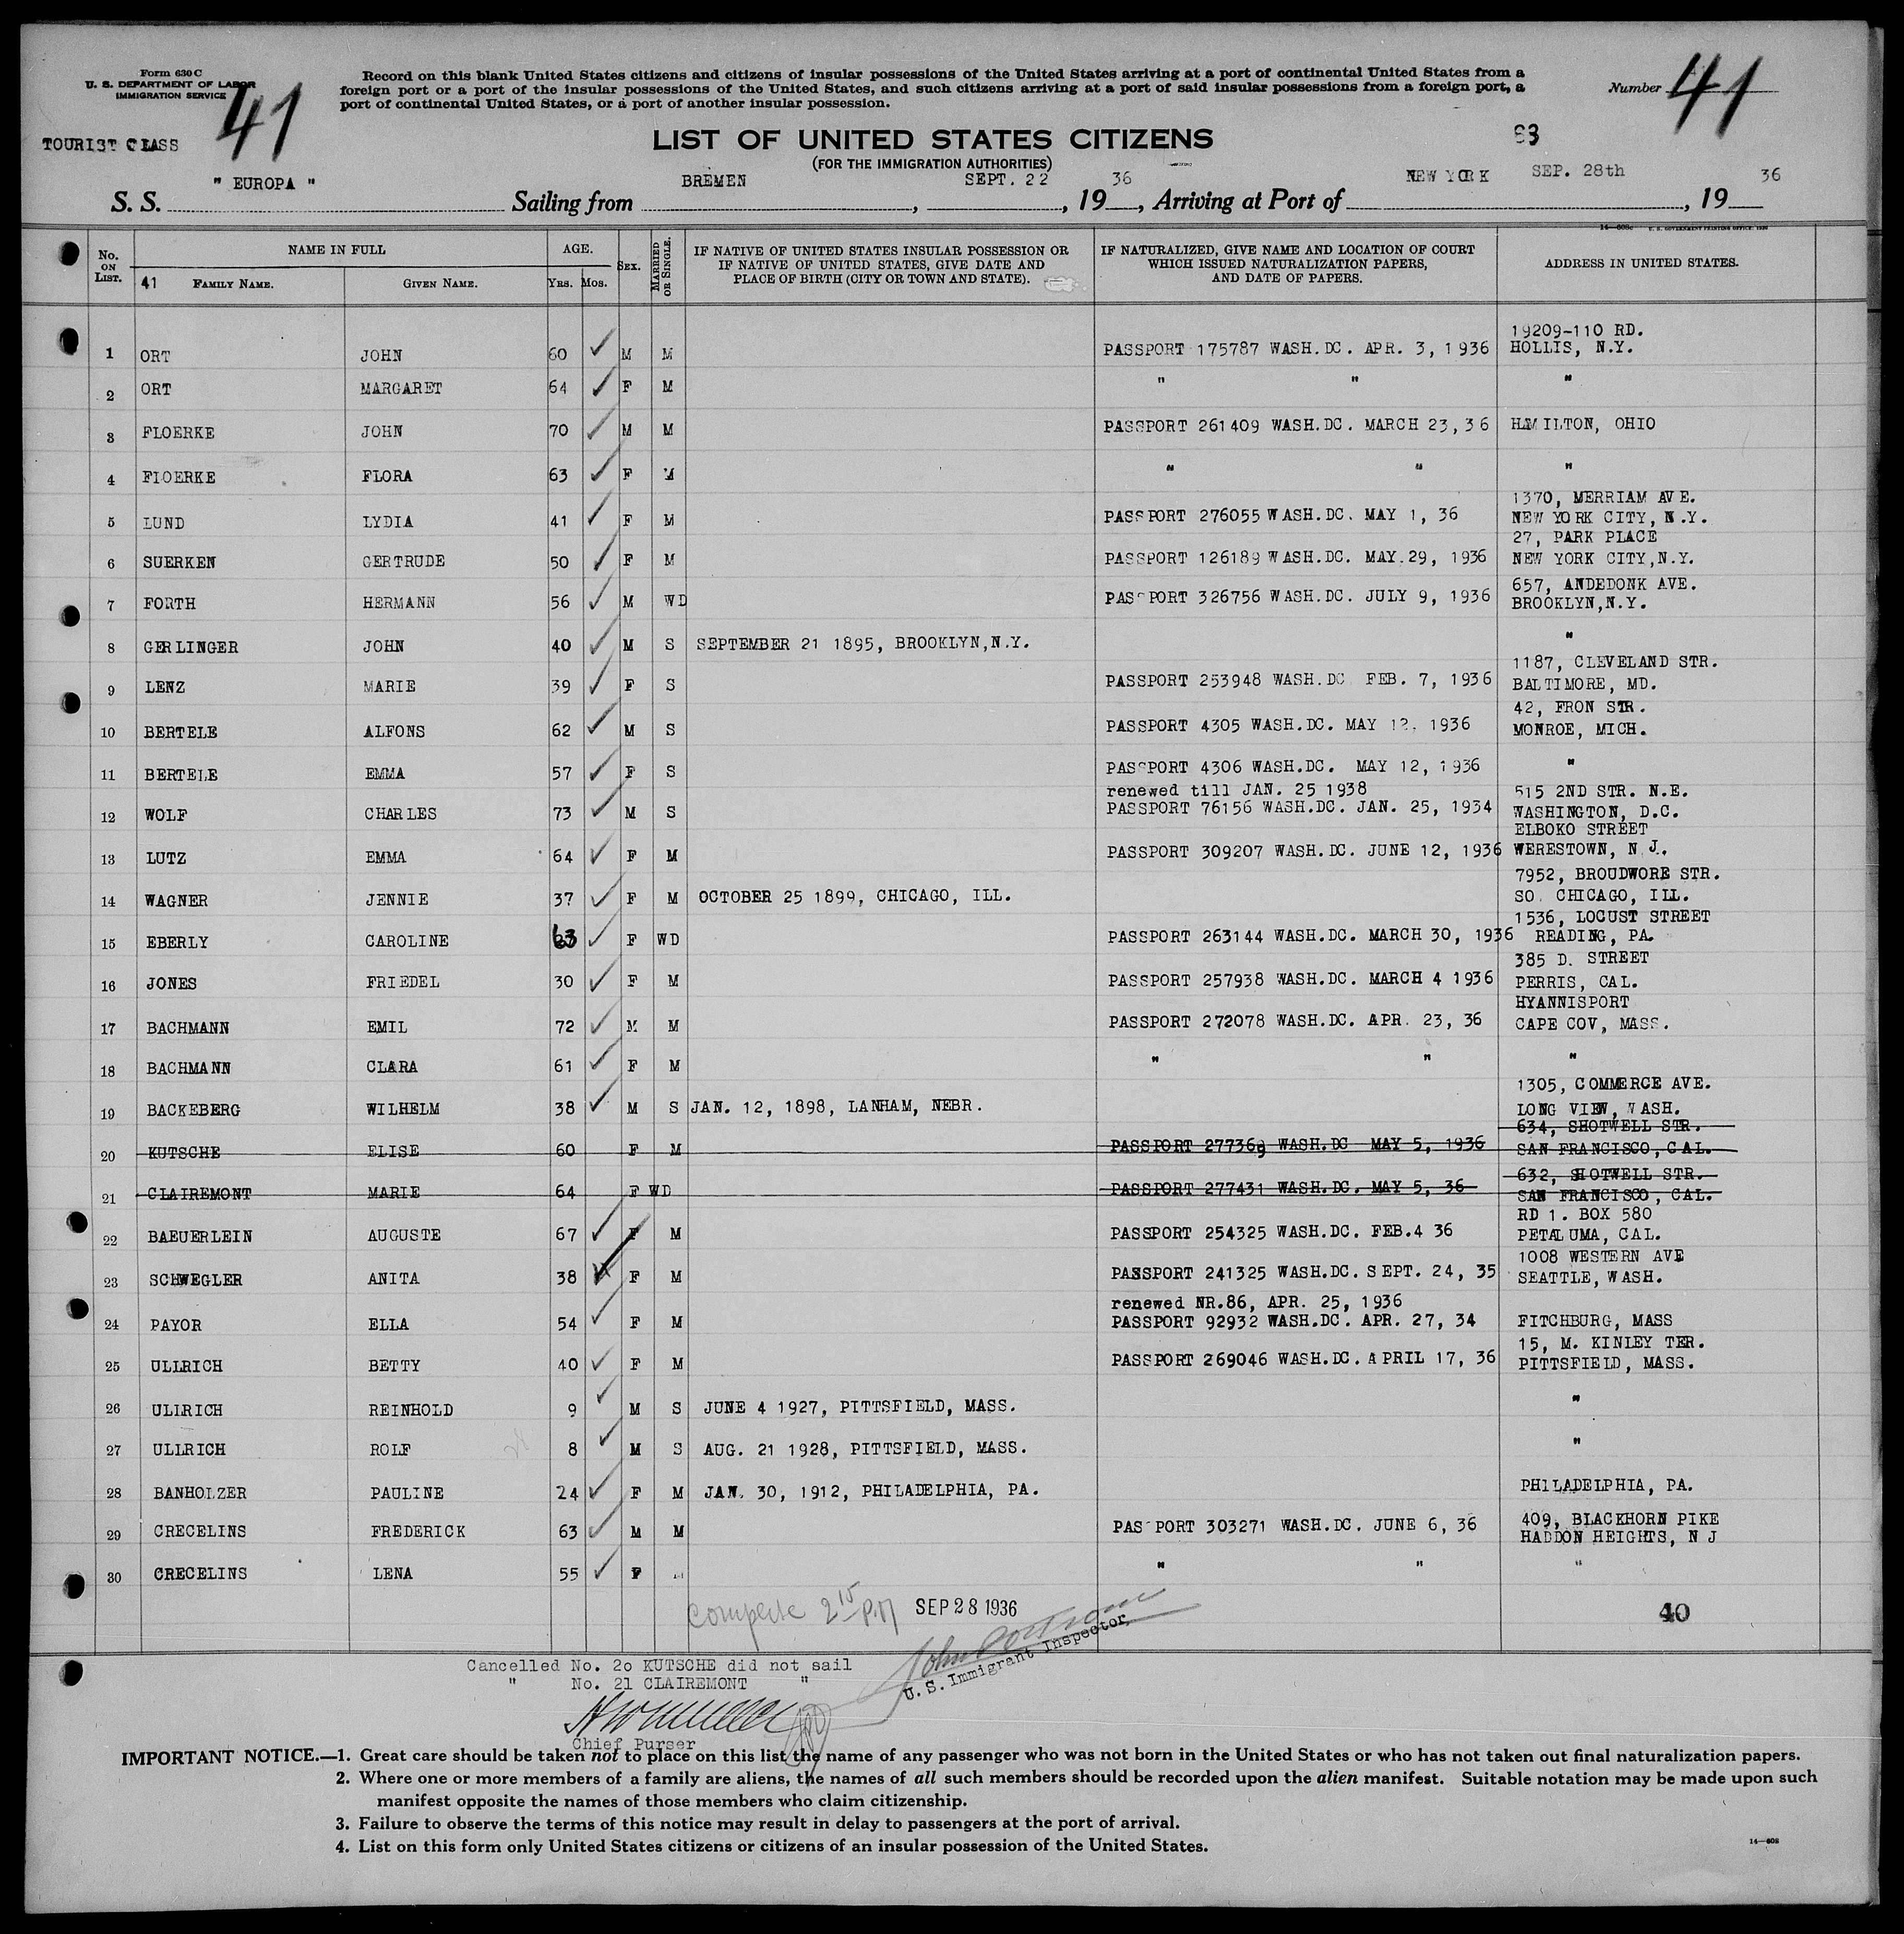 Form 630 C
U. S. DEPARTMENT OF LABOR
IMMIGRATION SERVICE
41
Record on this blank United States citizens and citizens of insular possessions of the United States arriving at a port of continental United States from a
foreign port or a port of the insular possessions of the United States, and such citizens arriving at a port of said insular possessions from a foreign port, a
port of continental United States, or a port of another insular possession.
Number 41
TOURIST CLASS
LIST OF UNITED STATES CITIZENS
83
(FOR THE IMMIGRATION AUTHORITIES)
S. S. " EUROPA " Sailing from BREMEN, SEPT. 22, 1936, Arriving at Port of NEW YORK SEP. 28th, 1936
14—608c U. S. GOVERNMENT PRINTING OFFICE: 1936
No. ON LIST. NAME IN FULL AGE. SEX. MARRIED OR SINGLE. IF NATIVE OF UNITED STATES INSULAR POSSESSION OR IF NATIVE OF UNITED STATES, GIVE DATE AND PLACE OF BIRTH (CITY OR TOWN AND STATE). IF NATURALIZED, GIVE NAME AND LOCATION OF COURT WHICH ISSUED NATURALIZATION PAPERS, AND DATE OF PAPERS. ADDRESS IN UNITED STATES.
41 FAMILY NAME. GIVEN NAME. YRS. MOS.
19209-110 RD.
1 ORT JOHN 60 ✓ M M PASSPORT 175787 WASH.DC. APR. 3, 1936 HOLLIS, N.Y.
2 ORT MARGARET 64 ✓ F M " " "
3 FLOERKE JOHN 70 ✓ M M PASSPORT 261409 WASH.DC. MARCH 23, 36 HAMILTON, OHIO
4 FLOERKE FLORA 63 ✓ F M " " "
1370, MERRIAM AVE.
5 LUND LYDIA 41 ✓ F M PASSPORT 276055 WASH.DC. MAY 1, 36 NEW YORK CITY, N.Y.
27, PARK PLACE
6 SUERKEN GERTRUDE 50 ✓ F M PASSPORT 126189 WASH.DC. MAY.29, 1936 NEW YORK CITY,N.Y.
657, ANDEDONK AVE.
7 FORTH HERMANN 56 ✓ M WD PASSPORT 326756 WASH.DC. JULY 9, 1936 BROOKLYN,N.Y.
8 GERLINGER JOHN 40 ✓ M S SEPTEMBER 21 1895, BROOKLYN,N.Y. "
1187, CLEVELAND STR.
9 LENZ MARIE 39 ✓ F S PASSPORT 253948 WASH.DC FEB. 7, 1936 BALTIMORE, MD.
42, FRON STR.
10 BERTELE ALFONS 62 ✓ M S PASSPORT 4305 WASH.DC. MAY 12. 1936 MONROE, MICH.
11 BERTELE EMMA 57 ✓ F S PASSPORT 4306 WASH.DC. MAY 12, 1936 "
renewed till JAN. 25 1938 515 2ND STR. N.E.
12 WOLF CHARLES 73 ✓ M S PASSPORT 76156 WASH.DC. JAN. 25, 1934 WASHINGTON, D.C.
ELBOKO STREET
13 LUTZ EMMA 64 ✓ F M PASSPORT 309207 WASH.DC. JUNE 12, 1936 WERESTOWN, N.J.
7952, BROUDWORE STR.
14 WAGNER JENNIE 37 ✓ F M OCTOBER 25 1899, CHICAGO, ILL. SO. CHICAGO, ILL.
1536, LOCUST STREET
15 EBERLY CAROLINE 63 ✓ F WD PASSPORT 263144 WASH.DC. MARCH 30, 1936 READING, PA.
385 D. STREET
16 JONES FRIEDEL 30 ✓ F M PASSPORT 257938 WASH.DC. MARCH 4 1936 PERRIS, CAL.
HYANNISPORT
17 BACHMANN EMIL 72 ✓ M M PASSPORT 272078 WASH.DC. APR. 23, 36 CAPE COV, MASS.
18 BACHMANN CLARA 61 ✓ F M " " "
1305, COMMERCE AVE.
19 BACKEBERG WILHELM 38 ✓ M S JAN. 12, 1898, LANHAM, NEBR. LONG VIEW, WASH.
634, SHOTWELL STR.
20 KUTSCHE ELISE 60 F M PASSPORT 277369 WASH.DC MAY 5, 1936 SAN FRANCISCO, CAL.
632, SHOTWELL STR.
21 CLAIREMONT MARIE 64 F WD PASSPORT 277431 WASH.DC. MAY 5, 36 SAN FRANCISCO, CAL.
RD 1. BOX 580
22 BAEUERLEIN AUGUSTE 67 ✓ F M PASSPORT 254325 WASH.DC. FEB.4 36 PETALUMA, CAL.
1008 WESTERN AVE
23 SCHWEGLER ANITA 38 ✓ F M PASSPORT 241325 WASH.DC. SEPT. 24, 35 SEATTLE, WASH.
renewed NR.86, APR. 25, 1936
24 PAYOR ELLA 54 ✓ F M PASSPORT 92932 WASH.DC. APR. 27, 34 FITCHBURG, MASS
15, M. KINLEY TER.
25 ULLRICH BETTY 40 ✓ F M PASSPORT 269046 WASH.DC. APRIL 17, 36 PITTSFIELD, MASS.
26 ULLRICH REINHOLD 9 ✓ M S JUNE 4 1927, PITTSFIELD, MASS. "
27 ULLRICH ROLF 8 ✓ M S AUG. 21 1928, PITTSFIELD, MASS. "
28 BANHOLZER PAULINE 24 ✓ F M JAN. 30, 1912, PHILADELPHIA, PA. PHILADELPHIA, PA.
29 CRECELINS FREDERICK 63 ✓ M M PASSPORT 303271 WASH.DC. JUNE 6, 36 409, BLACKHORN PIKE
HADDON HEIGHTS, N J
30 CRECELINS LENA 55 ✓ F " " "
Complete 2 15 P.M SEP 28 1936 40
U. S. Immigrant Inspector,
Cancelled No. 20 KUTSCHE did not sail
" No. 21 CLAIREMONT "
Chief Purser
IMPORTANT NOTICE.—1. Great care should be taken not to place on this list the name of any passenger who was not born in the United States or who has not taken out final naturalization papers.
2. Where one or more members of a family are aliens, the names of all such members should be recorded upon the alien manifest. Suitable notation may be made upon such
manifest opposite the names of those members who claim citizenship.
3. Failure to observe the terms of this notice may result in delay to passengers at the port of arrival.
4. List on this form only United States citizens or citizens of an insular possession of the United States.
14—608